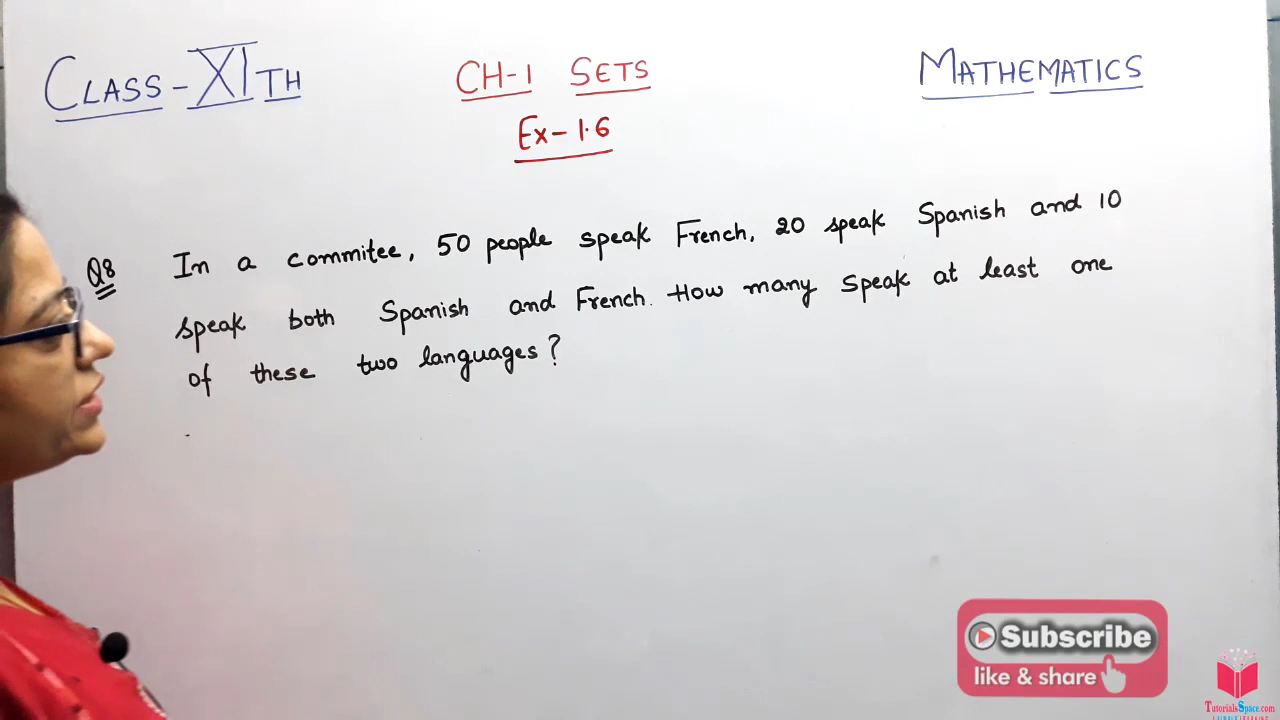 CLASS-XITH
CH-1 SETS
MATHEMATICS
Ex-1.6
Q8 In a commitee, 50 people speak French, 20 speak Spanish and 10
speak both Spanish and French. How many speak at least one
of these two languages?
Subscribe
like & share
TutorialsSpace.com